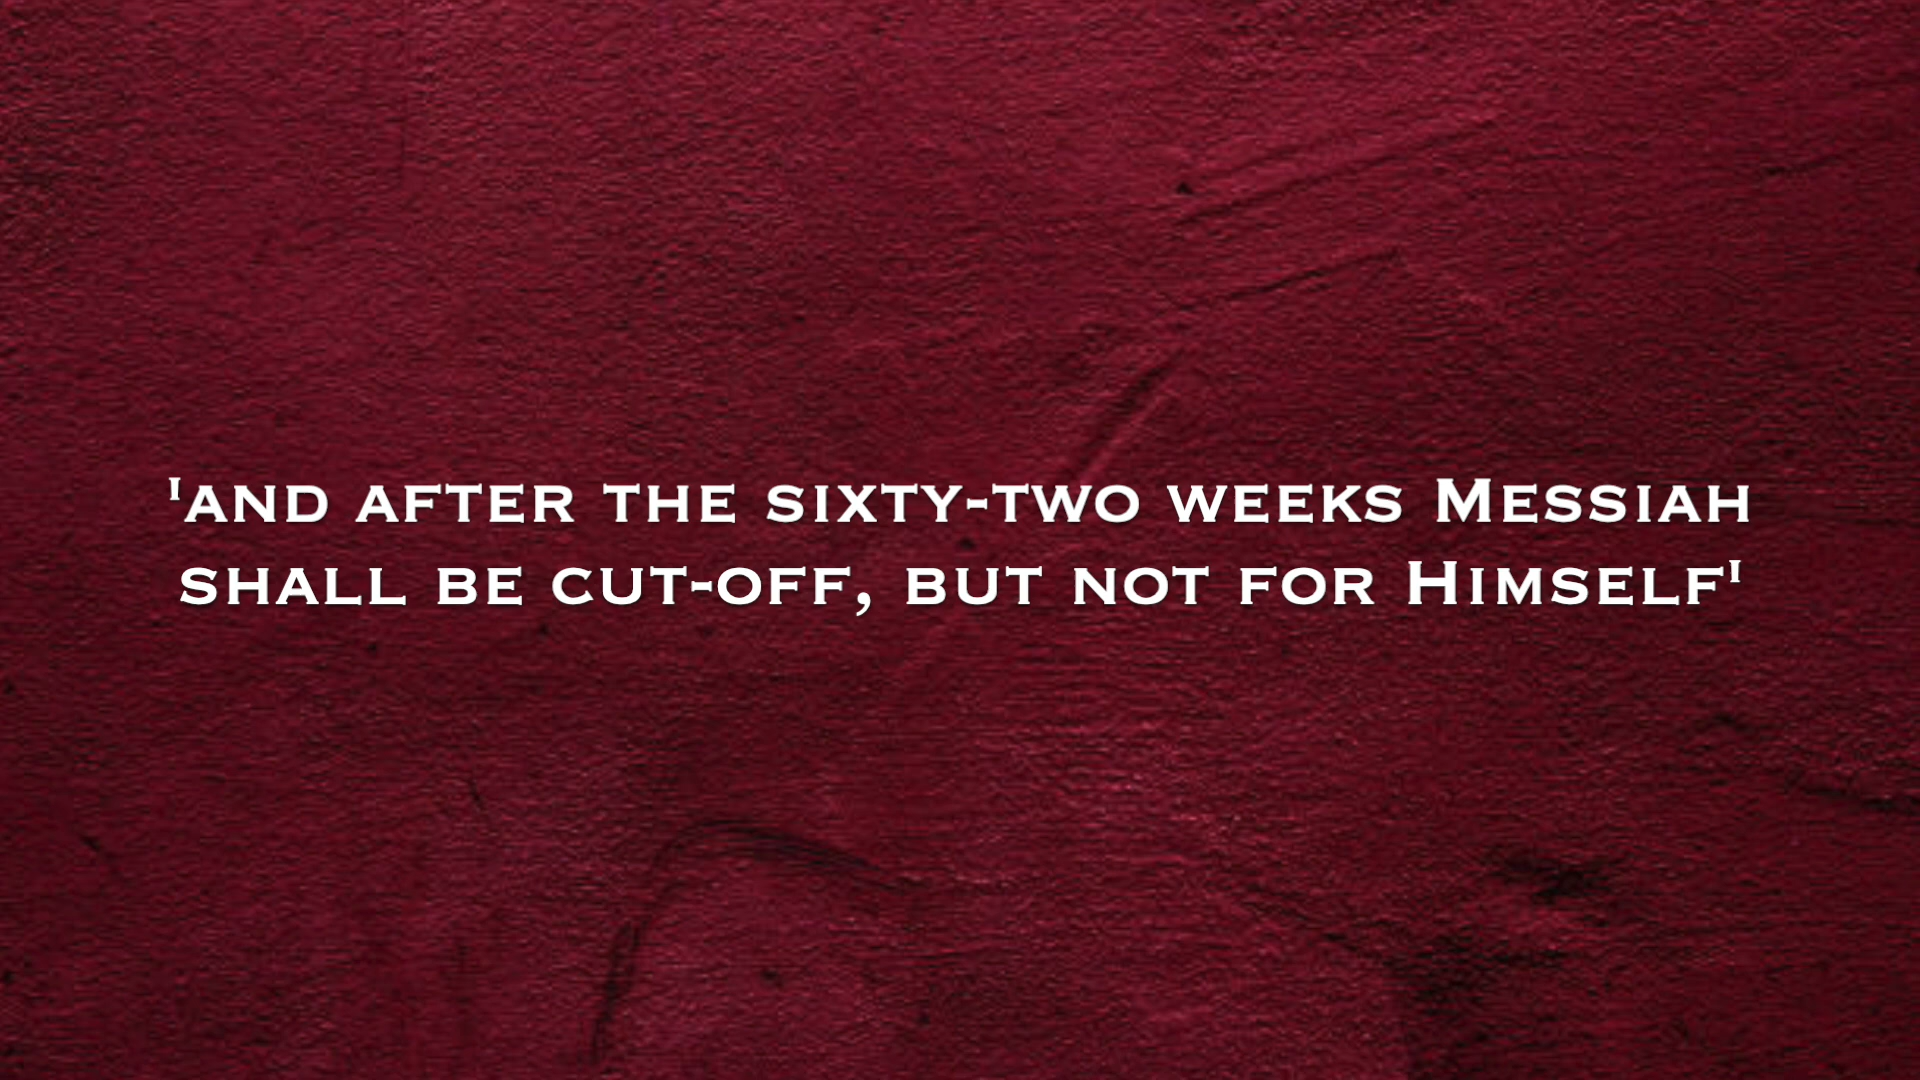 'and after the sixty-two weeks Messiah
shall be cut-off, but not for Himself'